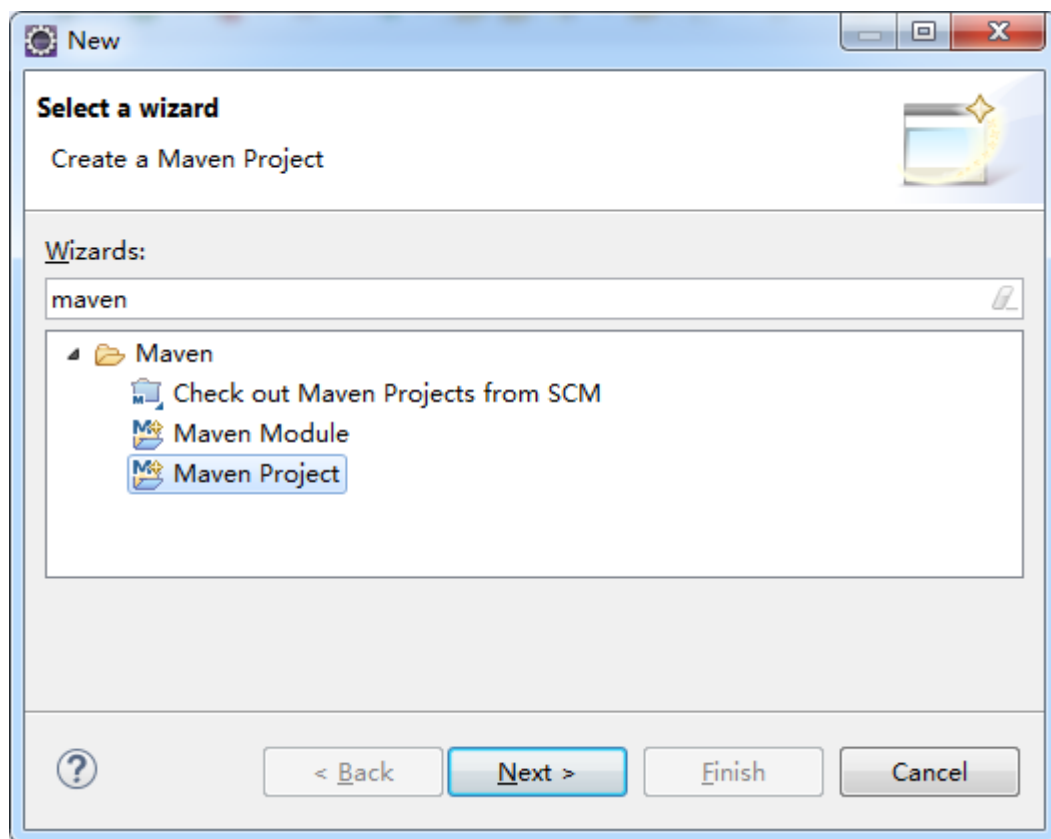 New
Select a wizard
Create a Maven Project
Wizards:
maven
Maven
Check out Maven Projects from SCM
Maven Module
Maven Project
< Back Next > Finish Cancel